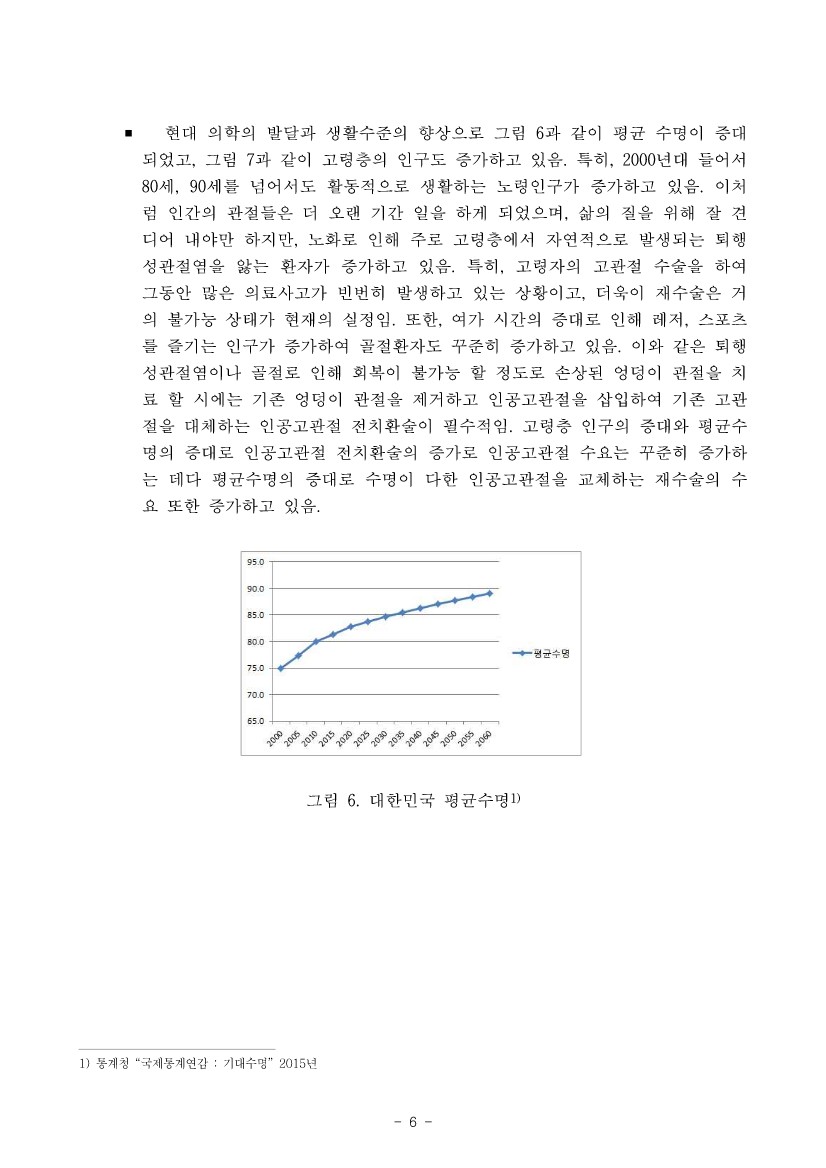 ▪ 현대 의학의 발달과 생활수준의 향상으로 그림 6과 같이 평균 수명이 증대
되었고, 그림 7과 같이 고령층의 인구도 증가하고 있음. 특히, 2000년대 들어서
80세, 90세를 넘어서도 활동적으로 생활하는 노령인구가 증가하고 있음. 이처
럼 인간의 관절들은 더 오랜 기간 일을 하게 되었으며, 삶의 질을 위해 잘 견
디어 내야만 하지만, 노화로 인해 주로 고령층에서 자연적으로 발생되는 퇴행
성관절염을 앓는 환자가 증가하고 있음. 특히, 고령자의 고관절 수술을 하여
그동안 많은 의료사고가 빈번히 발생하고 있는 상황이고, 더욱이 재수술은 거
의 불가능 상태가 현재의 실정임. 또한, 여가 시간의 증대로 인해 레저, 스포츠
를 즐기는 인구가 증가하여 골절환자도 꾸준히 증가하고 있음. 이와 같은 퇴행
성관절염이나 골절로 인해 회복이 불가능 할 정도로 손상된 엉덩이 관절을 치
료 할 시에는 기존 엉덩이 관절을 제거하고 인공고관절을 삽입하여 기존 고관
절을 대체하는 인공고관절 전치환술이 필수적임. 고령층 인구의 증대와 평균수
명의 증대로 인공고관절 전치환술의 증가로 인공고관절 수요는 꾸준히 증가하
는 데다 평균수명의 증대로 수명이 다한 인공고관절을 교체하는 재수술의 수
요 또한 증가하고 있음.
95.0
90.0
85.0
80.0
75.0
70.0
65.0
2000 2005 2010 2015 2020 2025 2030 2035 2040 2045 2050 2055 2060
평균수명
그림 6. 대한민국 평균수명1)
1) 통계청 “국제통계연감 : 기대수명” 2015년
- 6 -